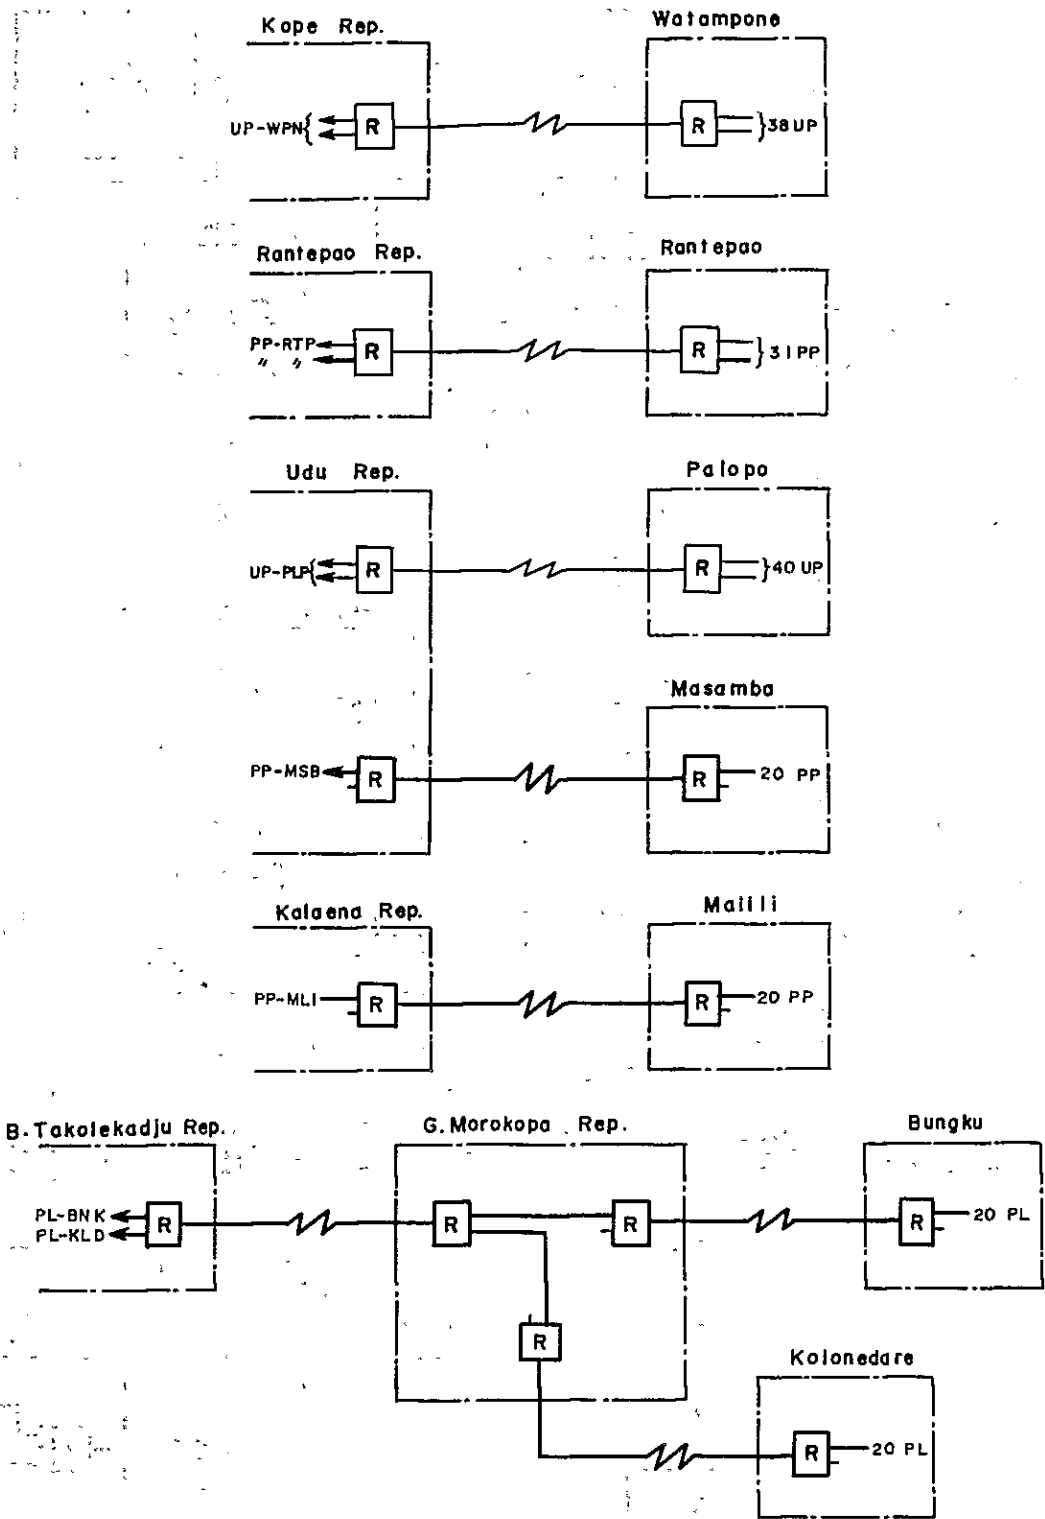 Kope Rep.
Watampone
UP-WPN{
R
R
}38 UP
Rantepao Rep.
Rantepao
PP-RTP
" "
R
R
}31 PP
Udu Rep.
Palopo
UP-PLP{
R
R
}40 UP
Masamba
PP-MSB
R
R
20 PP
Kalaena Rep.
Malili
PP-MLI
R
R
20 PP
B.Takolekadju Rep.
G.Morokopa Rep.
Bungku
PL-BNK
PL-KLD
R
R
R
R
20 PL
R
Kolonedare
R
20 PL